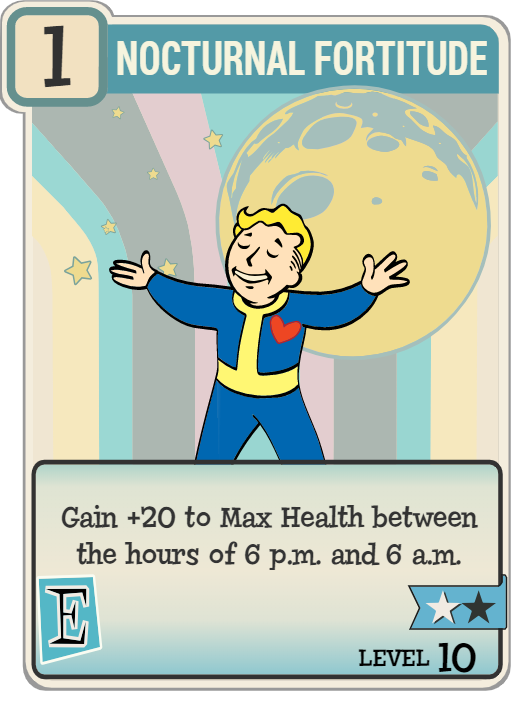 1
NOCTURNAL FORTITUDE
Gain +20 to Max Health between
the hours of 6 p.m. and 6 a.m.
E
LEVEL 10